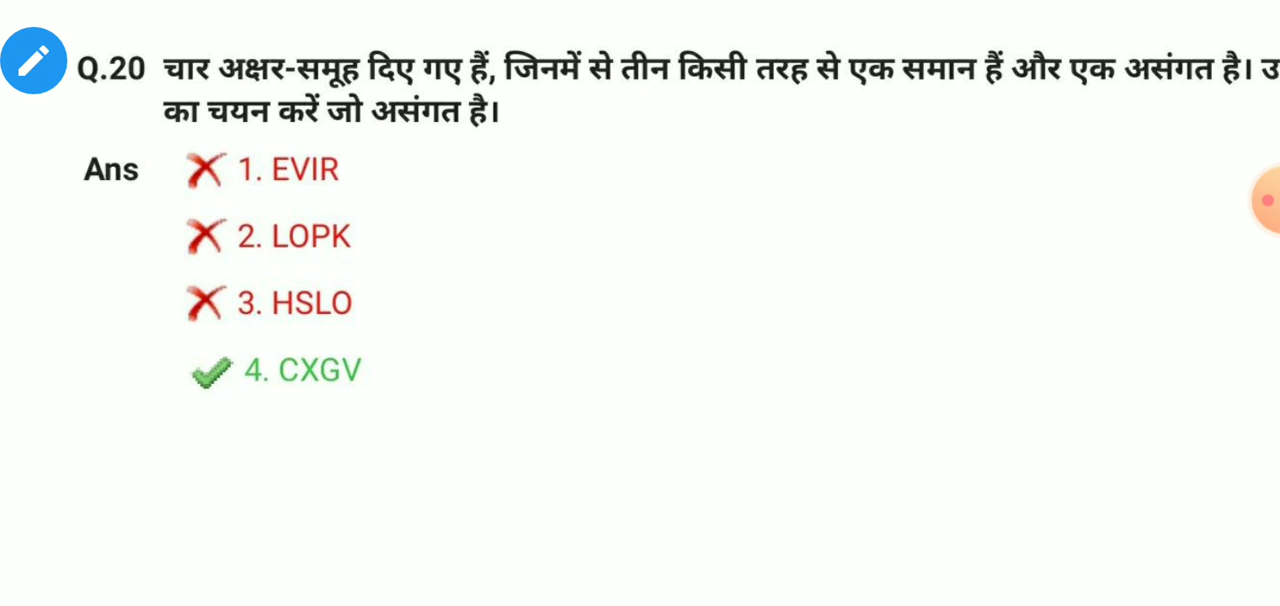 Q.20 चार अक्षर-समूह दिए गए हैं, जिनमें से तीन किसी तरह से एक समान हैं और एक असंगत है।
का चयन करें जो असंगत है।
Ans 1. EVIR
2. LOPK
3. HSLO
4. CXGV